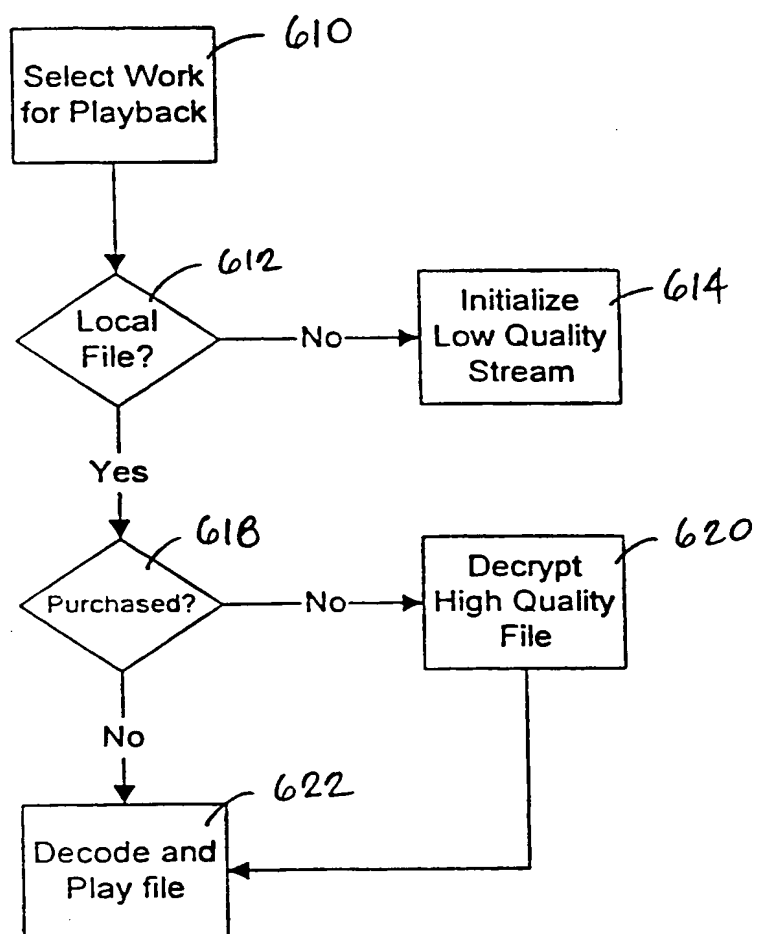 610
Select Work
for Playback
612
Local
File?
No
614
Initialize
Low Quality
Stream
Yes
618
Purchased?
No
620
Decrypt
High Quality
File
No
622
Decode and
Play file